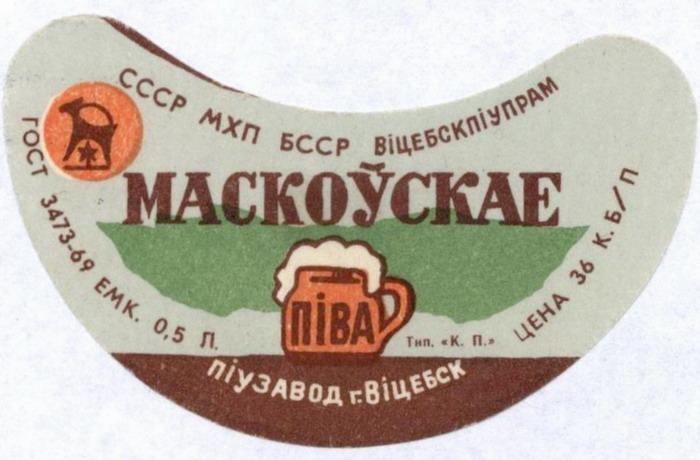 СССР МХП БССР ВІЦЕБСКПІУПРАМ
МАСКОЎСКАЕ
ПІВА
ГОСТ 3473-69 ЕМК. 0,5 Л.
Тип. «К. П.»
ЦЕНА 36 К. Б/П
ПІУЗАВОД г.ВІЦЕБСК